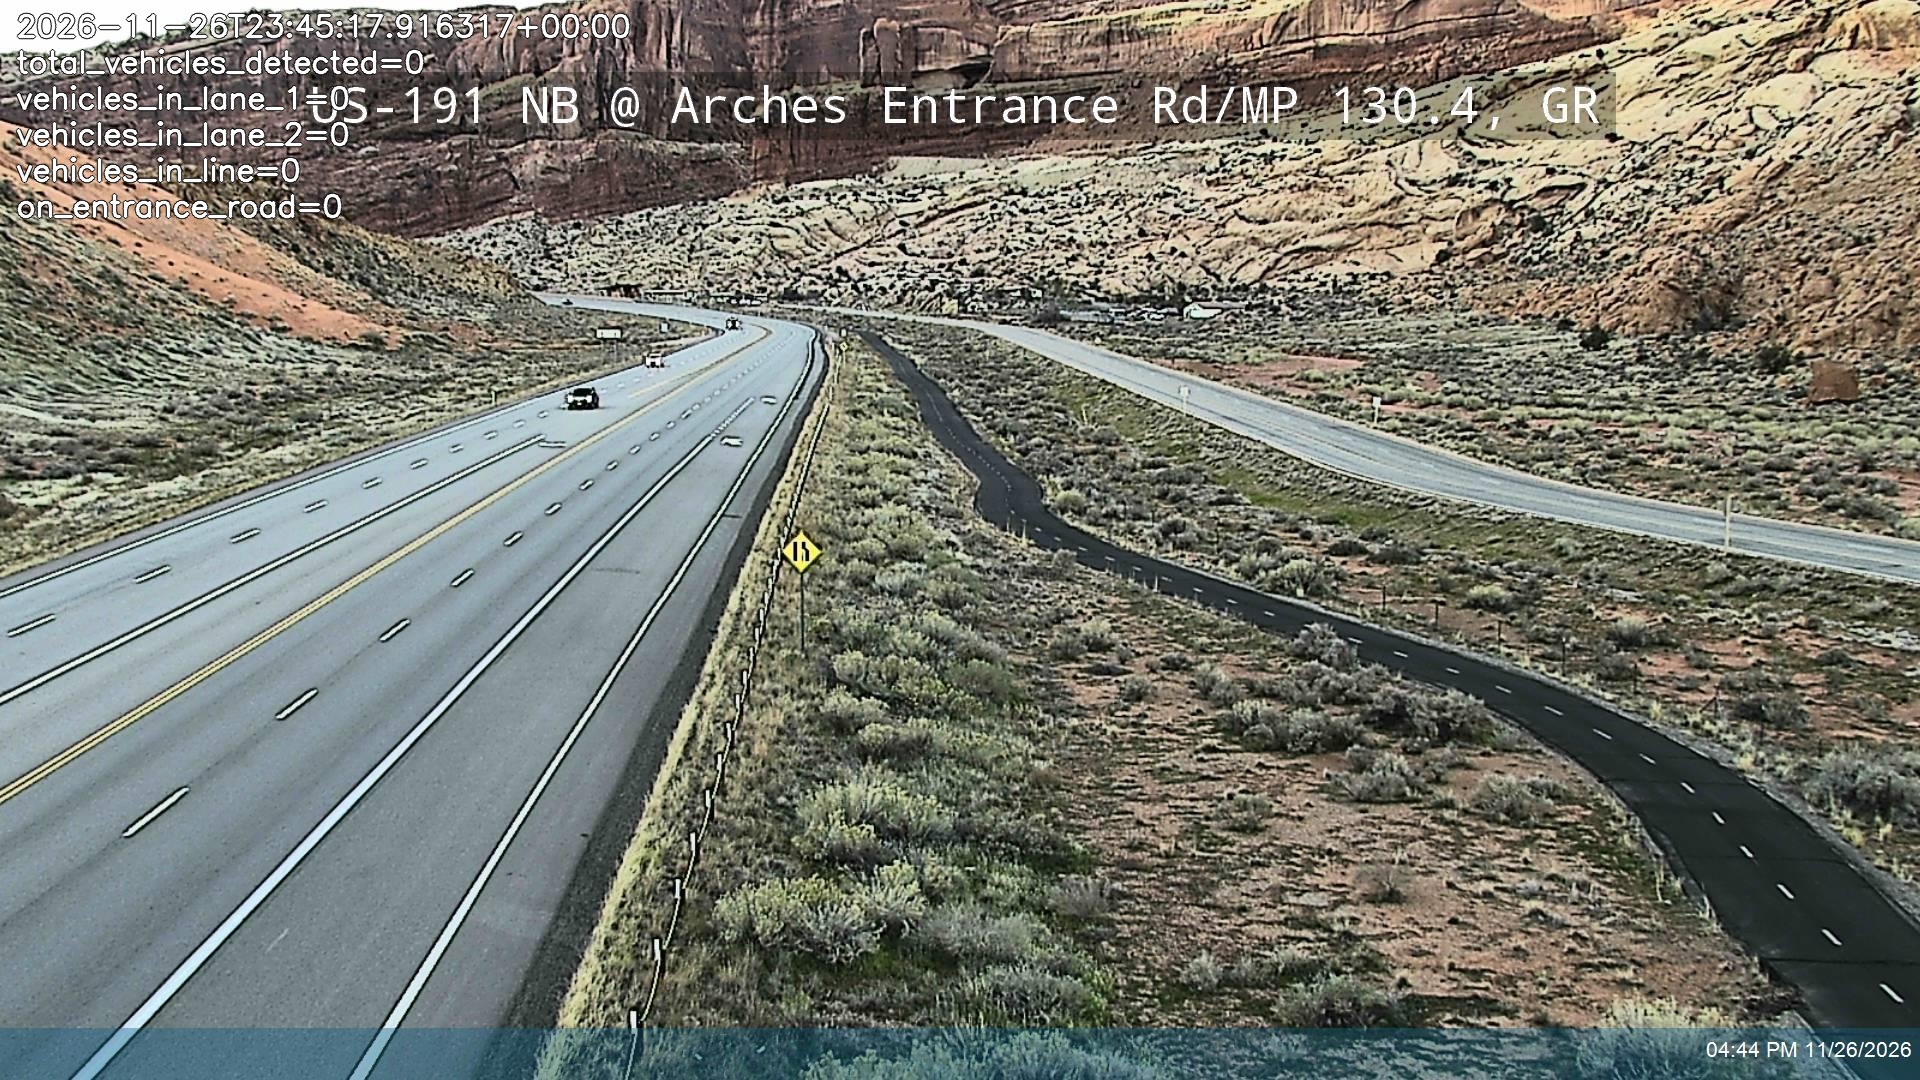 2026-11-26T23:45:17.916317+00:00
total_vehicles_detected=0
vehicles_in_lane_1=0
US-191 NB @ Arches Entrance Rd/MP 130.4, GR
vehicles_in_lane_2=0
vehicles_in_line=0
on_entrance_road=0
04:44 PM 11/26/2026